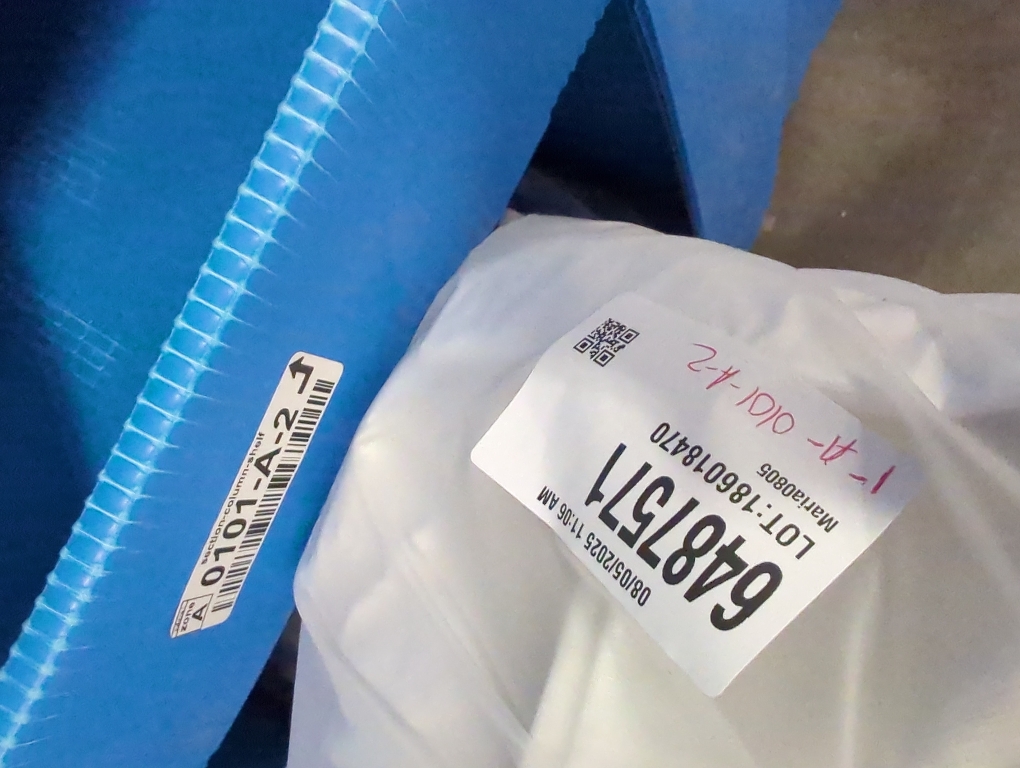 zone
A
section-column-shelf
0101-A-2
1-A-0101-A-2
Maria0805
LOT:186018470
6487571
08/05/2025 11:06 AM